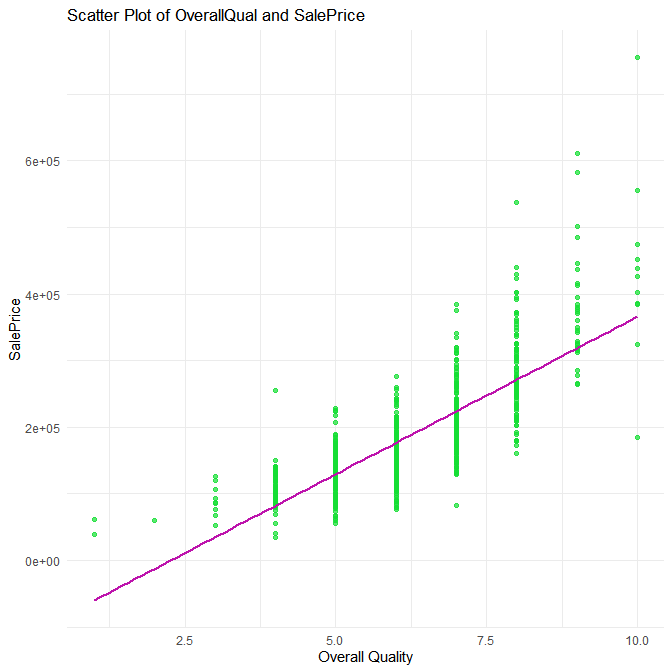 Scatter Plot of OverallQual and SalePrice
6e+05
4e+05
2e+05
0e+00
SalePrice
2.5 5.0 7.5 10.0
Overall Quality